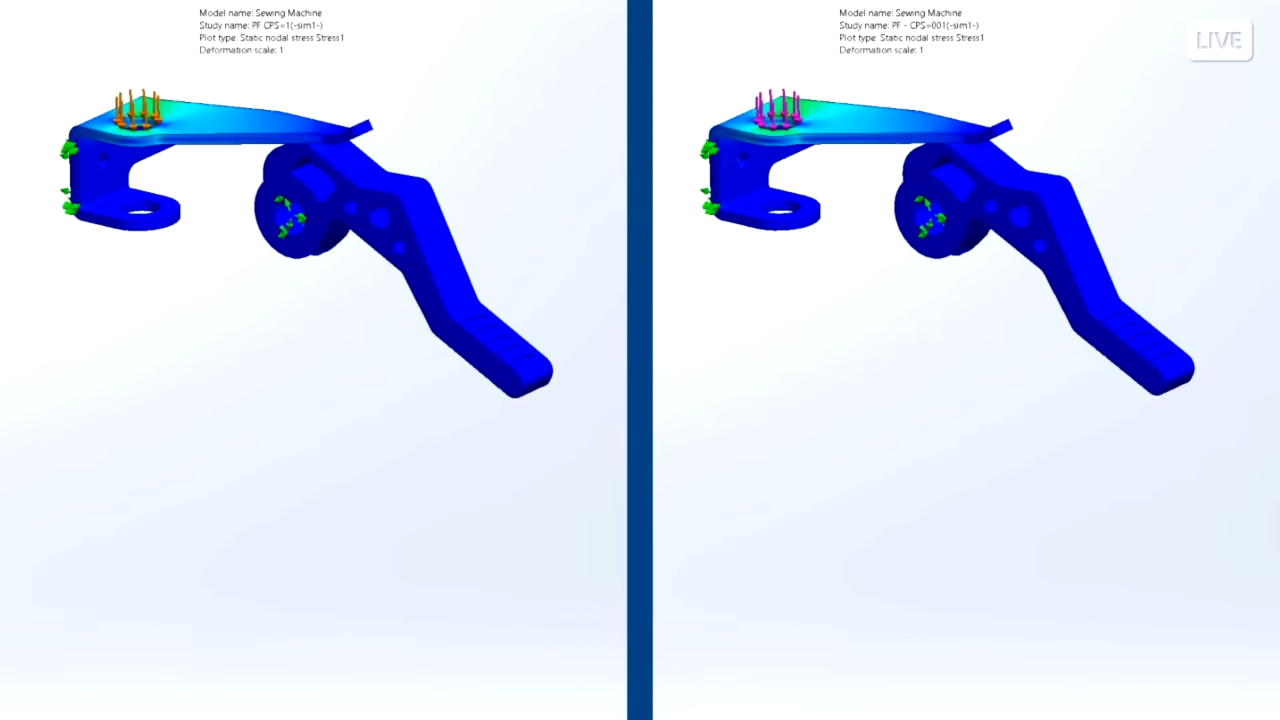 Model name: Sewing Machine
Study name: PF CPS=1(-sim1-)
Plot type: Static nodal stress Stress1
Deformation scale: 1
Model name: Sewing Machine
Study name: PF - CPS=001(-sim1-)
Plot type: Static nodal stress Stress1
Deformation scale: 1
LIVE